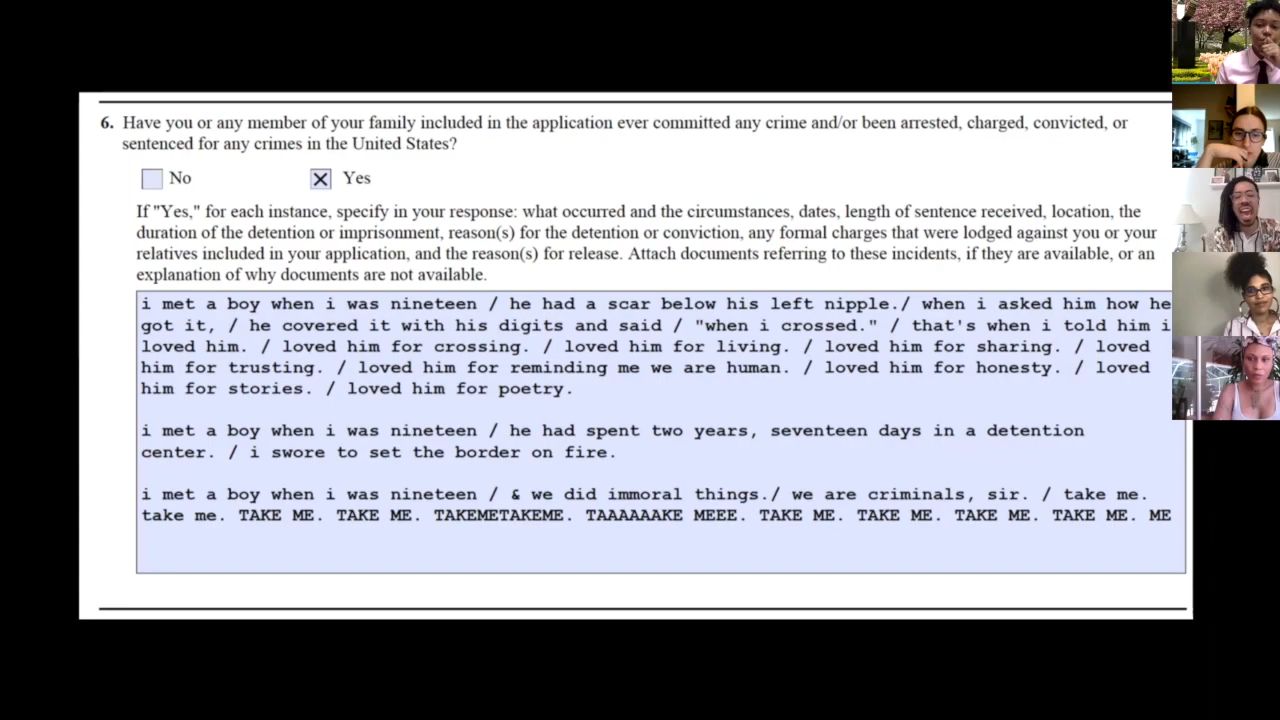 6. Have you or any member of your family included in the application ever committed any crime and/or been arrested, charged, convicted, or
sentenced for any crimes in the United States?
No Yes
If "Yes," for each instance, specify in your response: what occurred and the circumstances, dates, length of sentence received, location, the
duration of the detention or imprisonment, reason(s) for the detention or conviction, any formal charges that were lodged against you or your
relatives included in your application, and the reason(s) for release. Attach documents referring to these incidents, if they are available, or an
explanation of why documents are not available.
i met a boy when i was nineteen / he had a scar below his left nipple./ when i asked him how he
got it, / he covered it with his digits and said / "when i crossed." / that's when i told him i
loved him. / loved him for crossing. / loved him for living. / loved him for sharing. / loved
him for trusting. / loved him for reminding me we are human. / loved him for honesty. / loved
him for stories. / loved him for poetry.
i met a boy when i was nineteen / he had spent two years, seventeen days in a detention
center. / i swore to set the border on fire.
i met a boy when i was nineteen / & we did immoral things./ we are criminals, sir. / take me.
take me. TAKE ME. TAKE ME. TAKEMETAKEME. TAAAAAAKE MEEE. TAKE ME. TAKE ME. TAKE ME. TAKE ME. ME